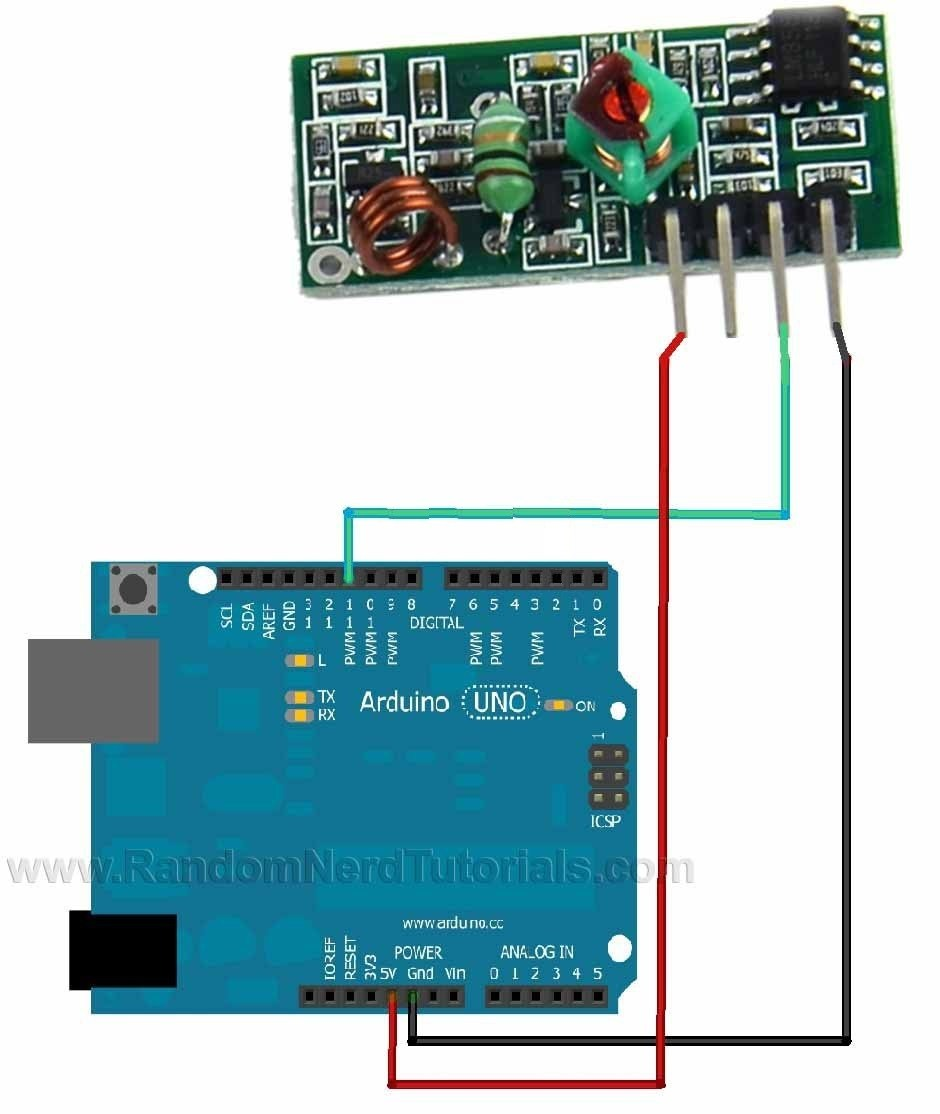 SCL
SDA
AREF
GND
13
12
11
10
9
8
7
6
5
4
3
2
1
0
PWM
PWM
PWM
DIGITAL
PWM
PWM
PWM
TX
RX
L
TX
RX
Arduino UNO
ON
1
ICSP
www.RandomNerdTutorials.com
www.arduino.cc
POWER
ANALOG IN
IOREF
RESET
3V3
5V
Gnd
Vin
0 1 2 3 4 5